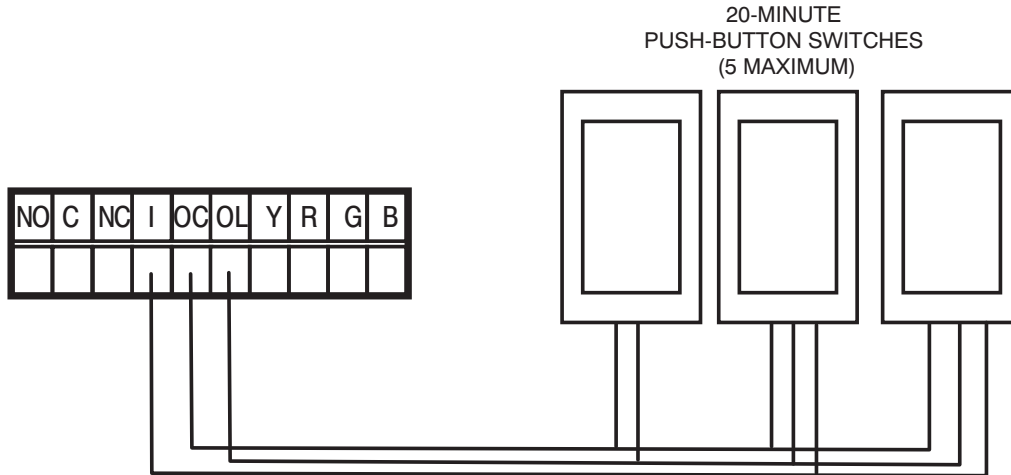 20-MINUTE
PUSH-BUTTON SWITCHES
(5 MAXIMUM)
NO C NC I OC OL Y R G B